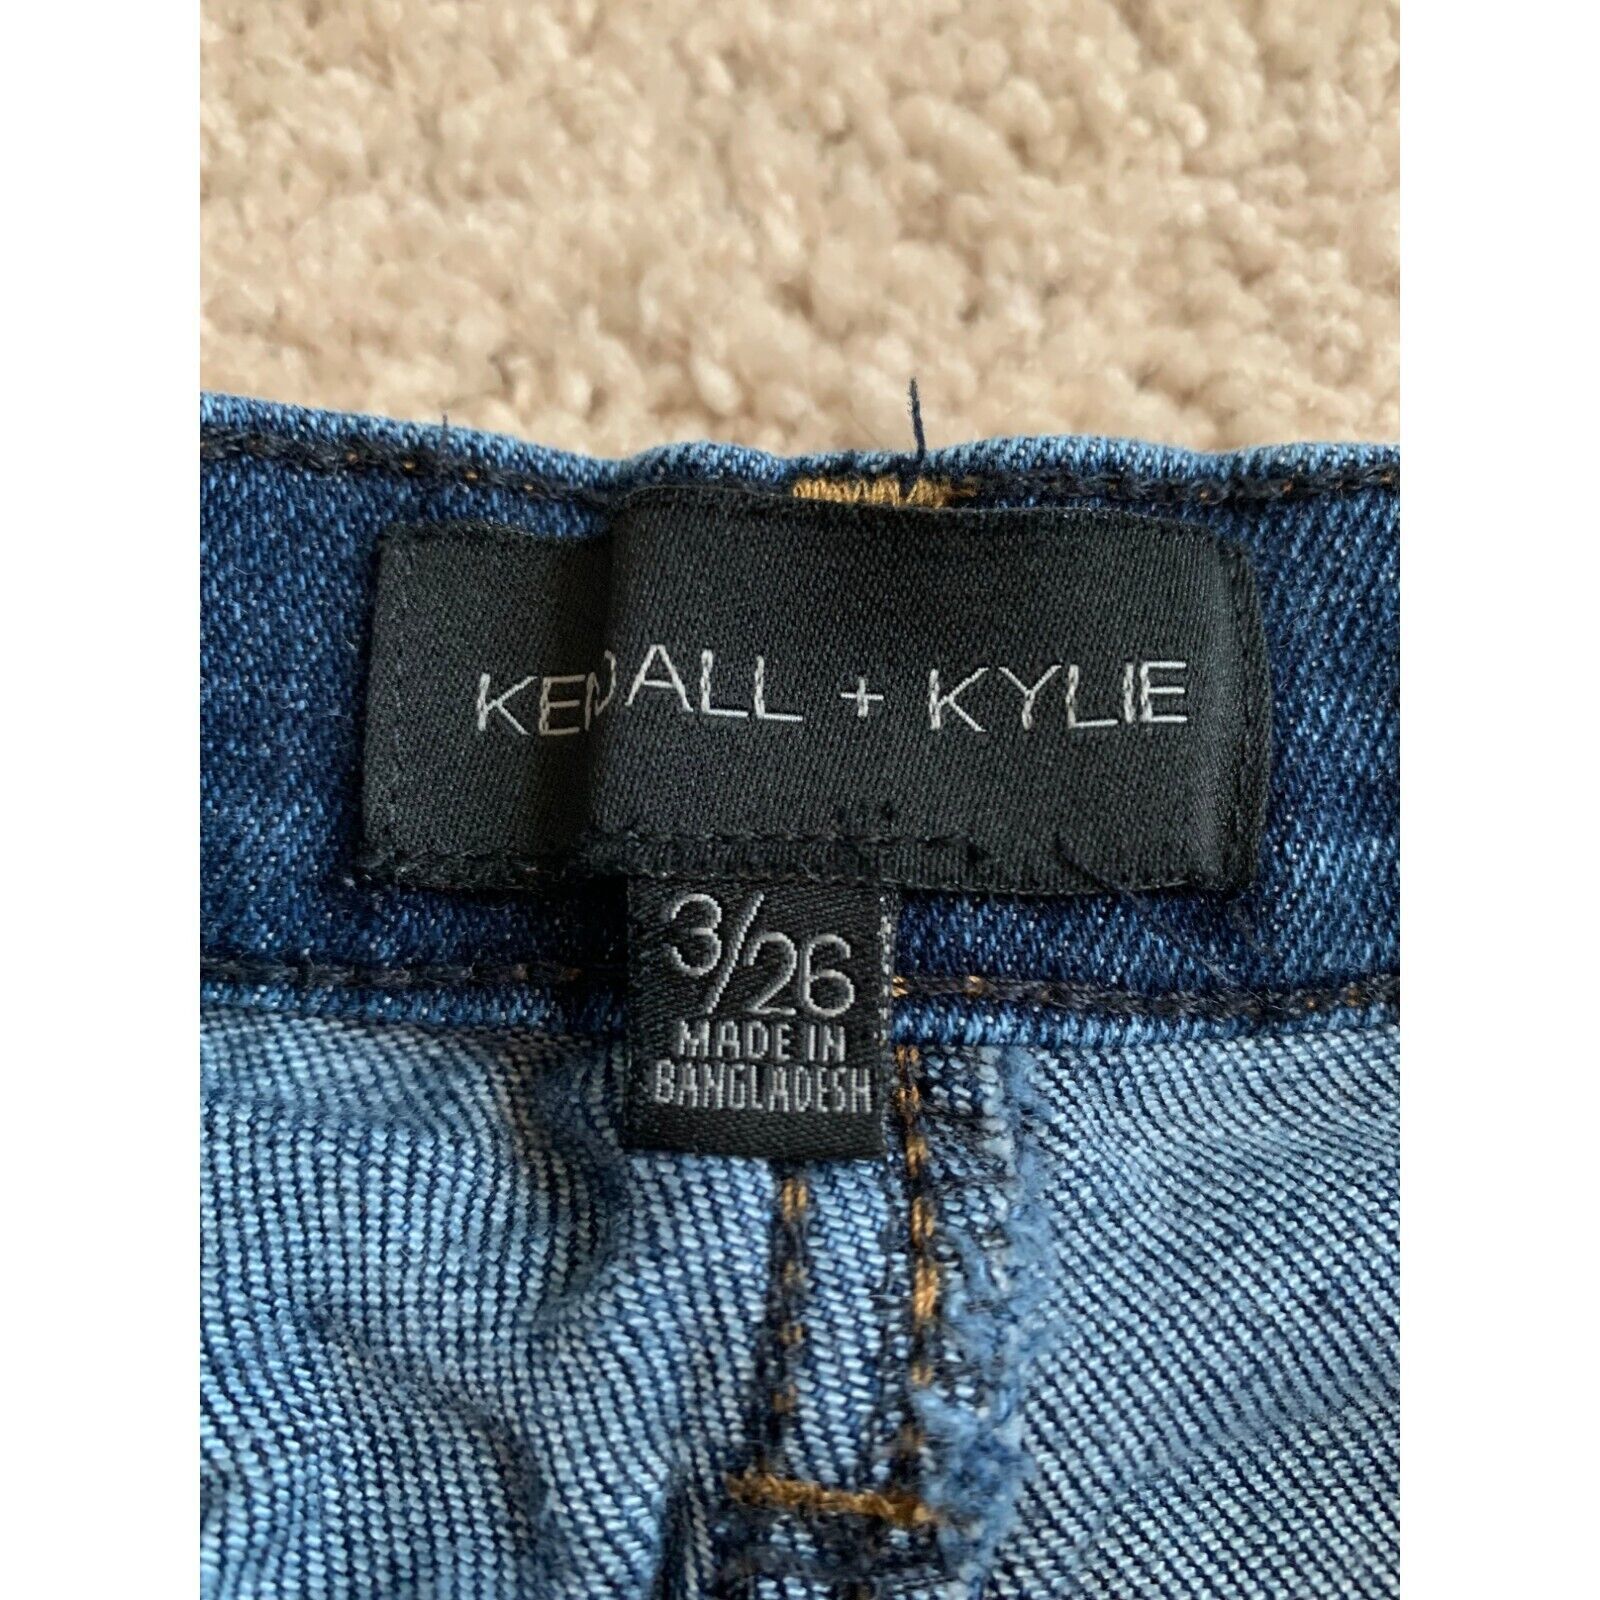 KENDALL + KYLIE
3/26
MADE IN
BANGLADESH